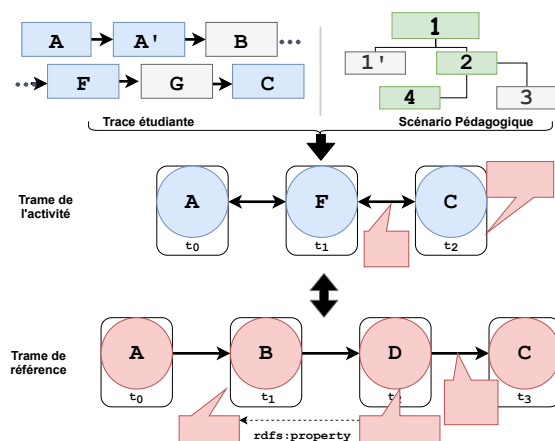 A A' B ...
... F G C
1
1' 2
4 3
Trace étudiante
Scénario Pédagogique
Trame de
l'activité
A F C
t0 t1 t2
Trame de
référence
A B D C
t0 t1 t3
rdfs:property